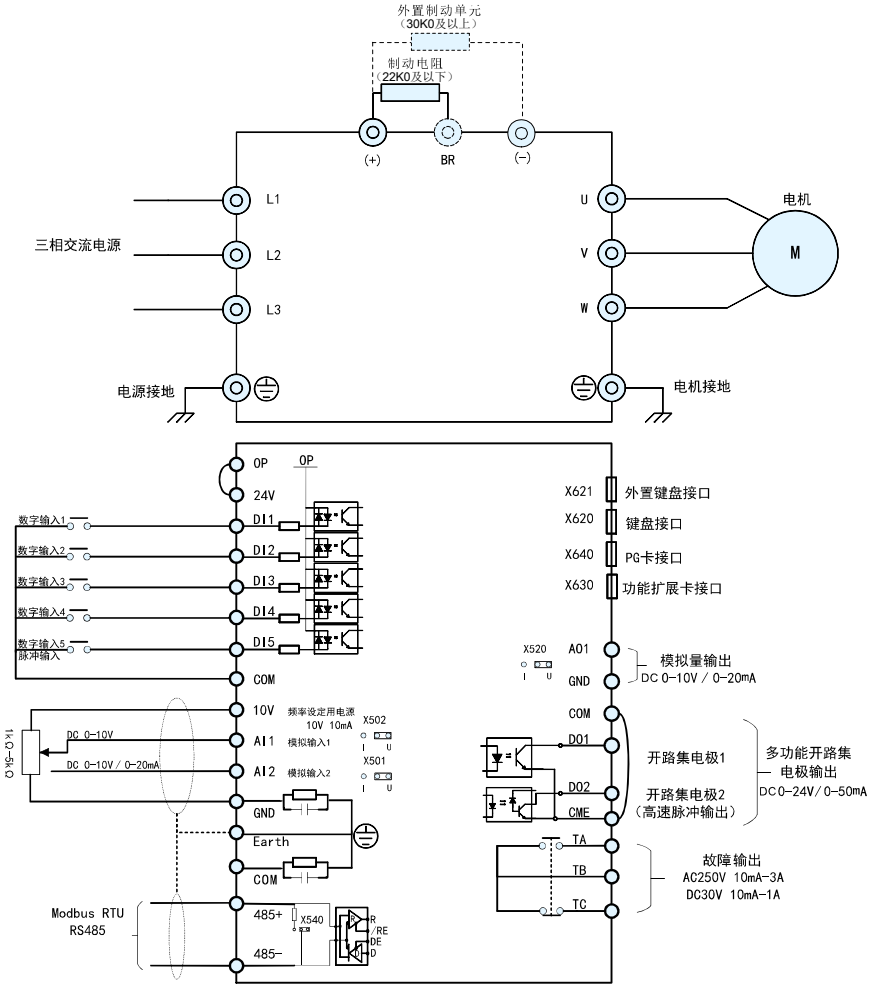 外置制动单元
（30K0及以上）
制动电阻
（22K0及以下）
(+)
BR
(-)
L1
L2
L3
三相交流电源
U
V
W
电机
M
电源接地
电机接地
OP
OP
24V
数字输入1
DI1
数字输入2
DI2
数字输入3
DI3
数字输入4
DI4
数字输入5
脉冲输入
DI5
COM
X621
外置键盘接口
X620
键盘接口
X640
PG卡接口
X630
功能扩展卡接口
X520
I
U
AO1
GND
模拟量输出
DC 0-10V / 0-20mA
10V
频率设定用电源
10V 10mA
X502
I
U
DC 0-10V
AI1
模拟输入1
X501
I
U
DC 0-10V / 0-20mA
AI2
模拟输入2
1kΩ-5kΩ
GND
Earth
COM
COM
DO1
开路集电极1
DO2
开路集电极2
（高速脉冲输出）
CME
多功能开路集
电极输出
DC 0-24V / 0-50mA
TA
TB
TC
故障输出
AC250V 10mA-3A
DC30V 10mA-1A
Modbus RTU
RS485
485+
X540
485-
R
R
/RE
DE
D
D